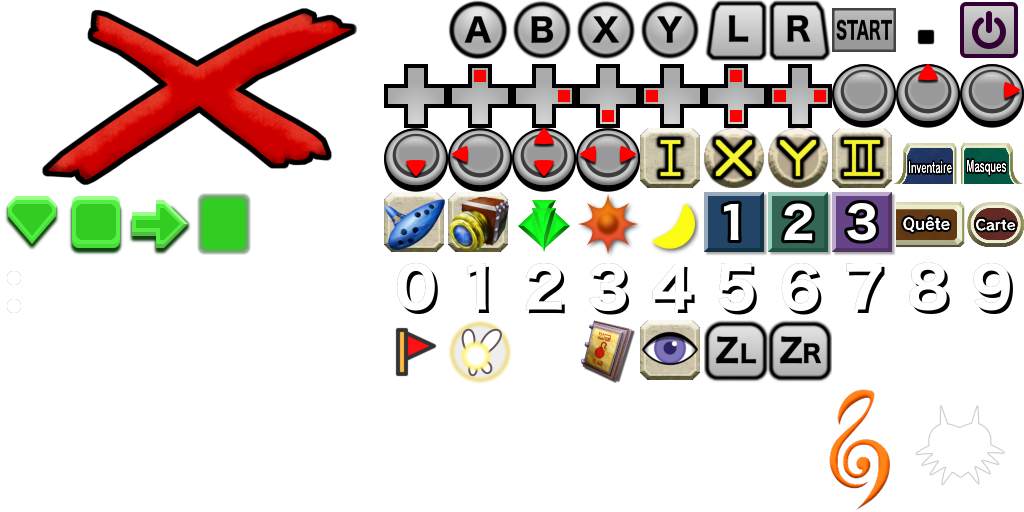 A B X Y L R START
I X Y II Inventaire Masques
1 2 3 Quête Carte
0 1 2 3 4 5 6 7 8 9
ZL ZR